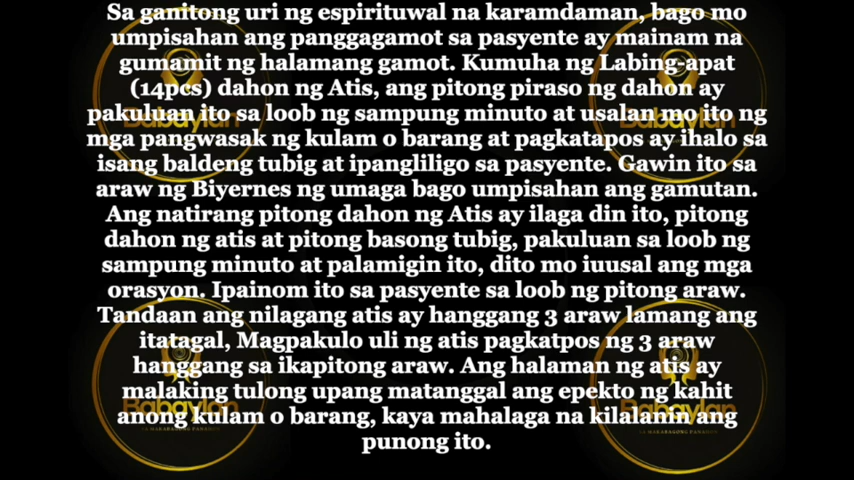 Sa ganitong uri ng espirituwal na karamdaman, bago mo
umpisahan ang panggagamot sa pasyente ay mainam na
gumamit ng halamang gamot. Kumuha ng Labing-apat
(14pcs) dahon ng Atis, ang pitong piraso ng dahon ay
pakuluan ito sa loob ng sampung minuto at usalan mo ito ng
mga pangwasak ng kulam o barang at pagkatapos ay ihalo sa
isang baldeng tubig at ipangliligo sa pasyente. Gawin ito sa
araw ng Biyernes ng umaga bago umpisahan ang gamutan.
Ang natirang pitong dahon ng Atis ay ilaga din ito, pitong
dahon ng atis at pitong basong tubig, pakuluan sa loob ng
sampung minuto at palamigin ito, dito mo iuusal ang mga
orasyon. Ipainom ito sa pasyente sa loob ng pitong araw.
Tandaan ang nilagang atis ay hanggang 3 araw lamang ang
itatagal, Magpakulo uli ng atis pagkatpos ng 3 araw
hanggang sa ikapitong araw. Ang halaman ng atis ay
malaking tulong upang matanggal ang epekto ng kahit
anong kulam o barang, kaya mahalaga na kilalanin ang
punong ito.
Babaylan
Babaylan
Babaylan
Babaylan